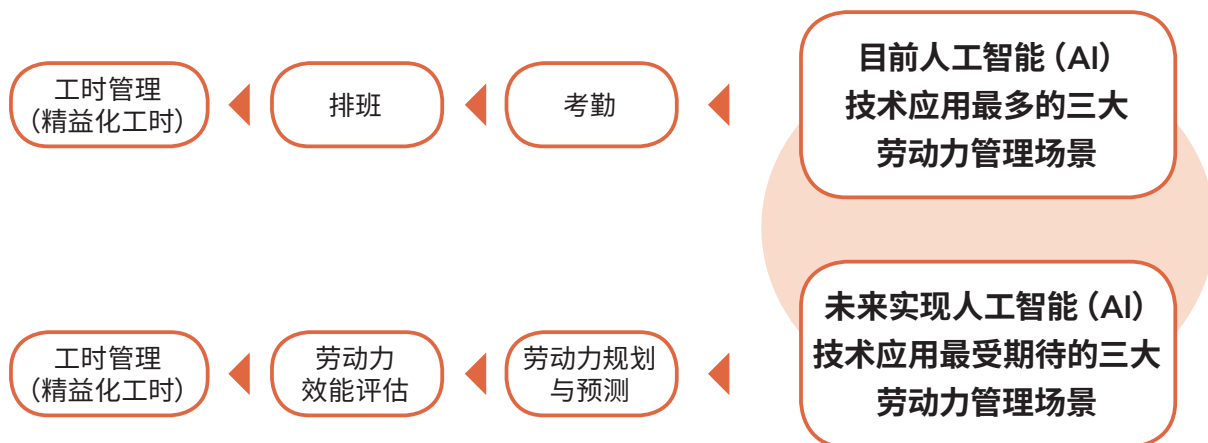 工时管理
（精益化工时）
排班
考勤
目前人工智能（AI）
技术应用最多的三大
劳动力管理场景
工时管理
（精益化工时）
劳动力
效能评估
劳动力规划
与预测
未来实现人工智能（AI）
技术应用最受期待的三大
劳动力管理场景